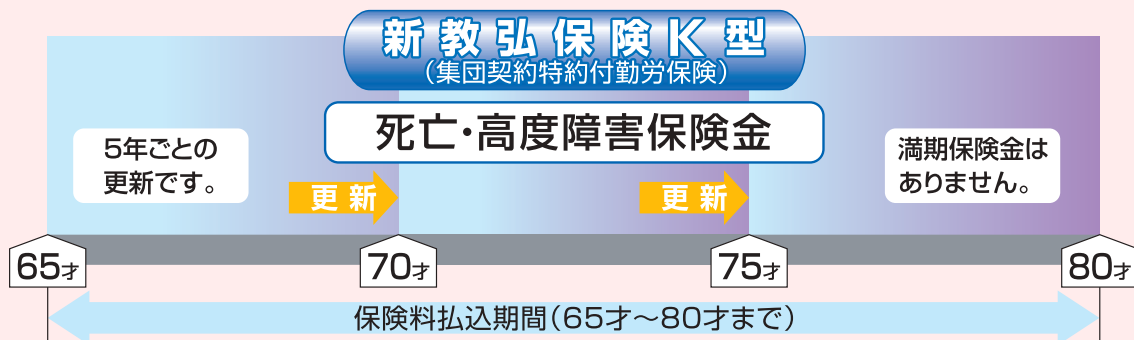 新教弘保険K型
（集団契約特約付勤労保険）
死亡・高度障害保険金
5年ごとの
更新です。
満期保険金は
ありません。
更新
更新
65才
70才
75才
80才
保険料払込期間（65才～80才まで）